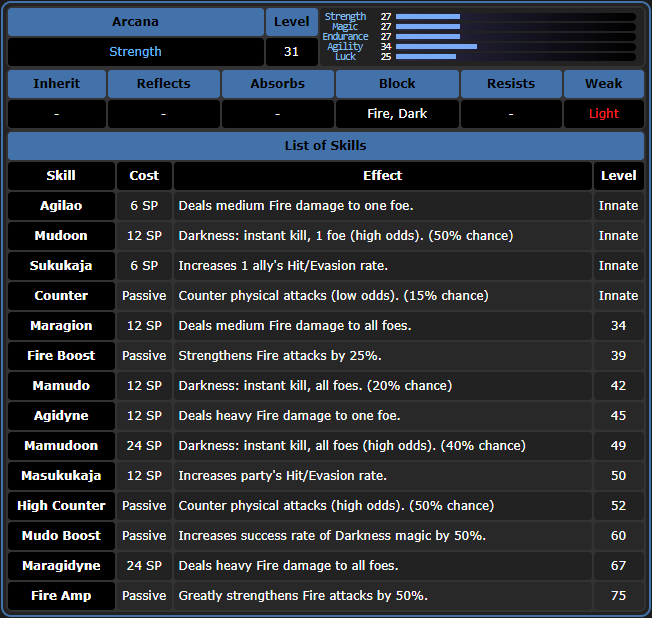 Arcana Level
Strength 31
Strength 27
Magic 27
Endurance 27
Agility 34
Luck 25
Inherit Reflects Absorbs Block Resists Weak
- - - Fire, Dark - Light
List of Skills
Skill Cost Effect Level
Agilao 6 SP Deals medium Fire damage to one foe. Innate
Mudoon 12 SP Darkness: instant kill, 1 foe (high odds). (50% chance) Innate
Sukukaja 6 SP Increases 1 ally's Hit/Evasion rate. Innate
Counter Passive Counter physical attacks (low odds). (15% chance) Innate
Maragion 12 SP Deals medium Fire damage to all foes. 34
Fire Boost Passive Strengthens Fire attacks by 25%. 39
Mamudo 12 SP Darkness: instant kill, all foes. (20% chance) 42
Agidyne 12 SP Deals heavy Fire damage to one foe. 45
Mamudoon 24 SP Darkness: instant kill, all foes (high odds). (40% chance) 49
Masukukaja 12 SP Increases party's Hit/Evasion rate. 50
High Counter Passive Counter physical attacks (high odds). (50% chance) 52
Mudo Boost Passive Increases success rate of Darkness magic by 50%. 60
Maragidyne 24 SP Deals heavy Fire damage to all foes. 67
Fire Amp Passive Greatly strengthens Fire attacks by 50%. 75